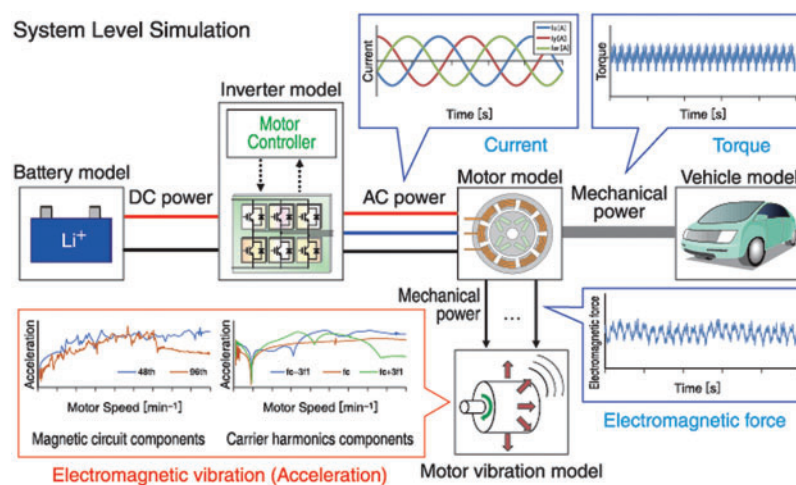 System Level Simulation
Inverter model
Motor
Controller
Battery model
DC power
Li+
AC power
Current
Iu[A]
Iv[A]
Iw[A]
Time [s]
Current
Torque
Time [s]
Torque
Motor model
Mechanical
power
Vehicle model
Mechanical
power
...
Electromagnetic force
Time [s]
Electromagnetic force
Acceleration
48th
96th
Motor Speed [min⁻¹]
Magnetic circuit components
Acceleration
fc−3f1
fc
fc+3f1
Motor Speed [min⁻¹]
Carrier harmonics components
Electromagnetic vibration (Acceleration)
Motor vibration model